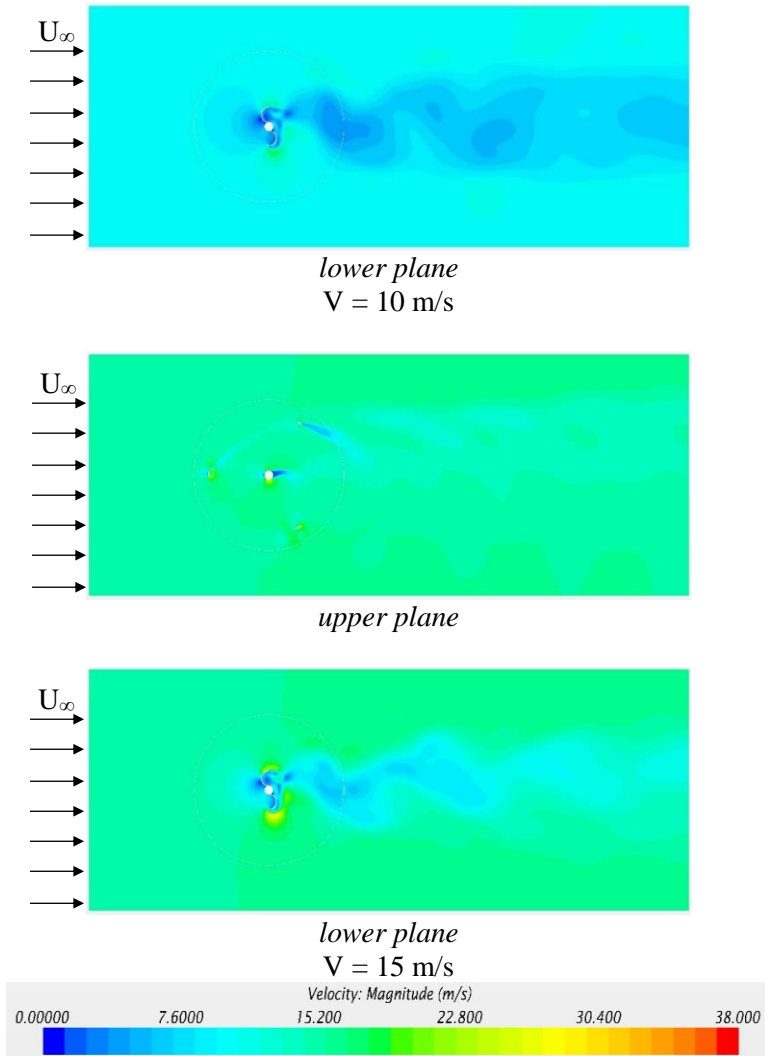 U∞
lower plane
V = 10 m/s
U∞
upper plane
U∞
lower plane
V = 15 m/s
Velocity: Magnitude (m/s)
0.00000 7.6000 15.200 22.800 30.400 38.000